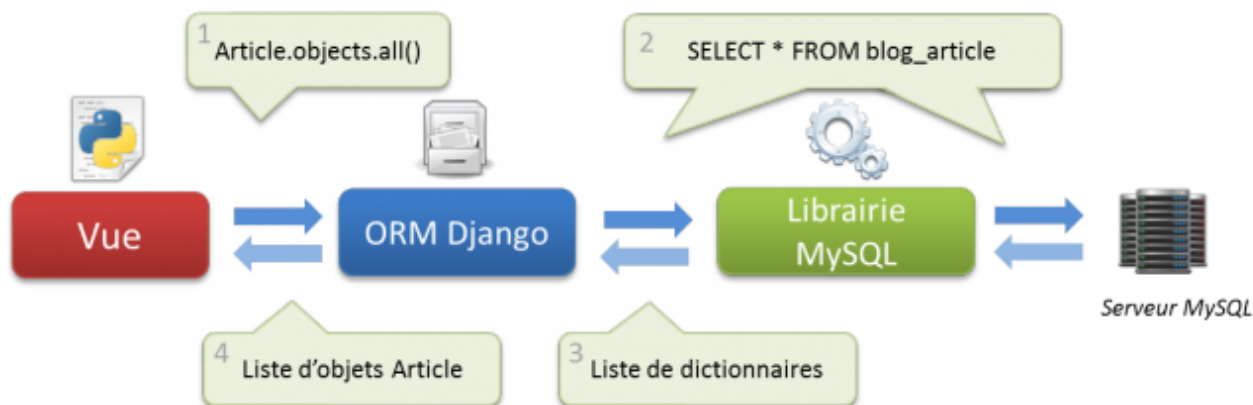 1
Article.objects.all()
2
SELECT * FROM blog_article
Vue
ORM Django
Librairie
MySQL
Serveur MySQL
4
Liste d’objets Article
3
Liste de dictionnaires